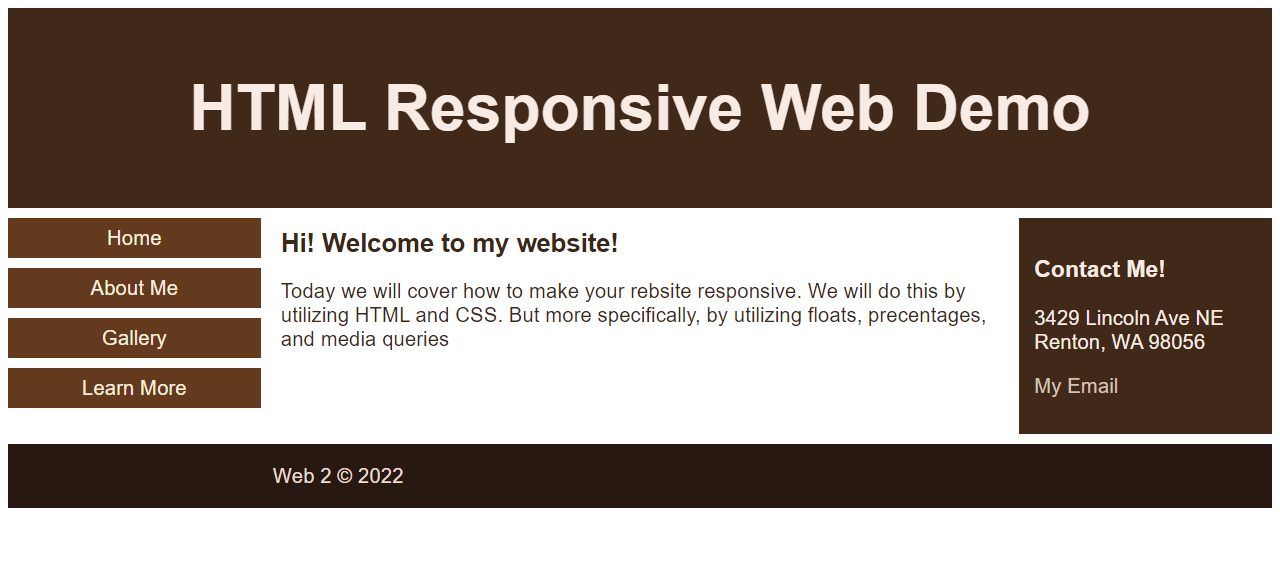 HTML Responsive Web Demo
Home
About Me
Gallery
Learn More
Hi! Welcome to my website!
Today we will cover how to make your rebsite responsive. We will do this by
utilizing HTML and CSS. But more specifically, by utilizing floats, precentages,
and media queries
Contact Me!
3429 Lincoln Ave NE
Renton, WA 98056
My Email
Web 2 © 2022